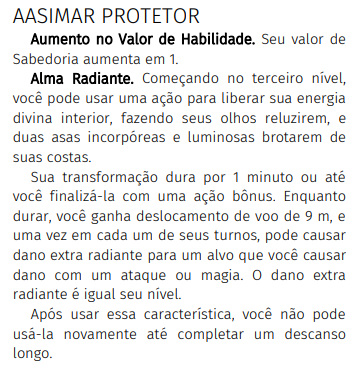 AASIMAR PROTETOR
Aumento no Valor de Habilidade. Seu valor de
Sabedoria aumenta em 1.
Alma Radiante. Começando no terceiro nível,
você pode usar uma ação para liberar sua energia
divina interior, fazendo seus olhos reluzirem, e
duas asas incorpóreas e luminosas brotarem de
suas costas.
Sua transformação dura por 1 minuto ou até
você finalizá-la com uma ação bônus. Enquanto
durar, você ganha deslocamento de voo de 9 m, e
uma vez em cada um de seus turnos, pode causar
dano extra radiante para um alvo que você causar
dano com um ataque ou magia. O dano extra
radiante é igual seu nível.
Após usar essa característica, você não pode
usá-la novamente até completar um descanso
longo.